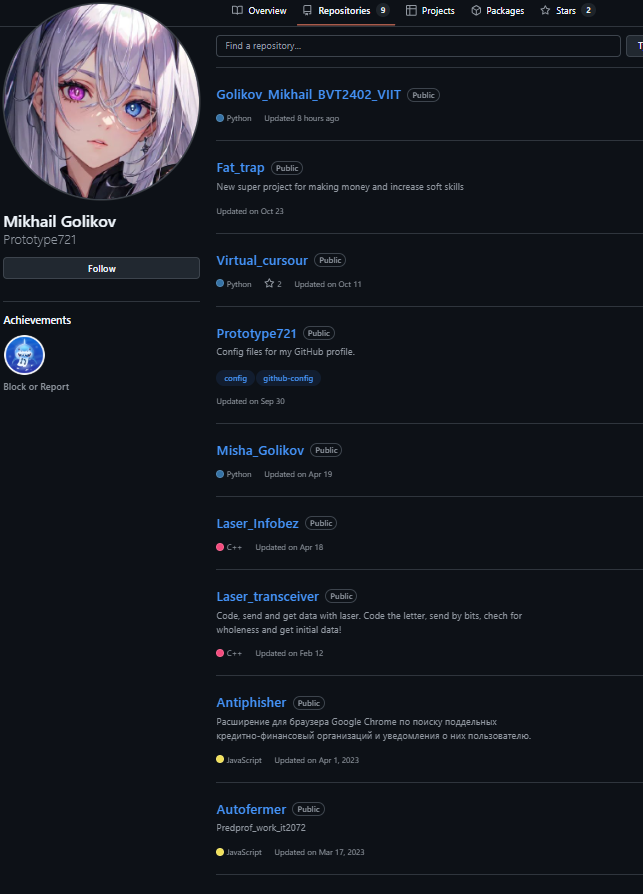 Overview Repositories 9 Projects Packages Stars 2
Find a repository...
T
Mikhail Golikov
Prototype721
Follow
Achievements
Block or Report
Golikov_Mikhail_BVT2402_VIIT Public
Python Updated 8 hours ago
Fat_trap Public
New super project for making money and increase soft skills
Updated on Oct 23
Virtual_cursour Public
Python 2 Updated on Oct 11
Prototype721 Public
Config files for my GitHub profile.
config github-config
Updated on Sep 30
Misha_Golikov Public
Python Updated on Apr 19
Laser_Infobez Public
C++ Updated on Apr 18
Laser_transceiver Public
Code, send and get data with laser. Code the letter, send by bits, chech for
wholeness and get initial data!
C++ Updated on Feb 12
Antiphisher Public
Расширение для браузера Google Chrome по поиску поддельных
кредитно-финансовый организаций и уведомления о них пользователю.
JavaScript Updated on Apr 1, 2023
Autofermer Public
Predprof_work_it2072
JavaScript Updated on Mar 17, 2023